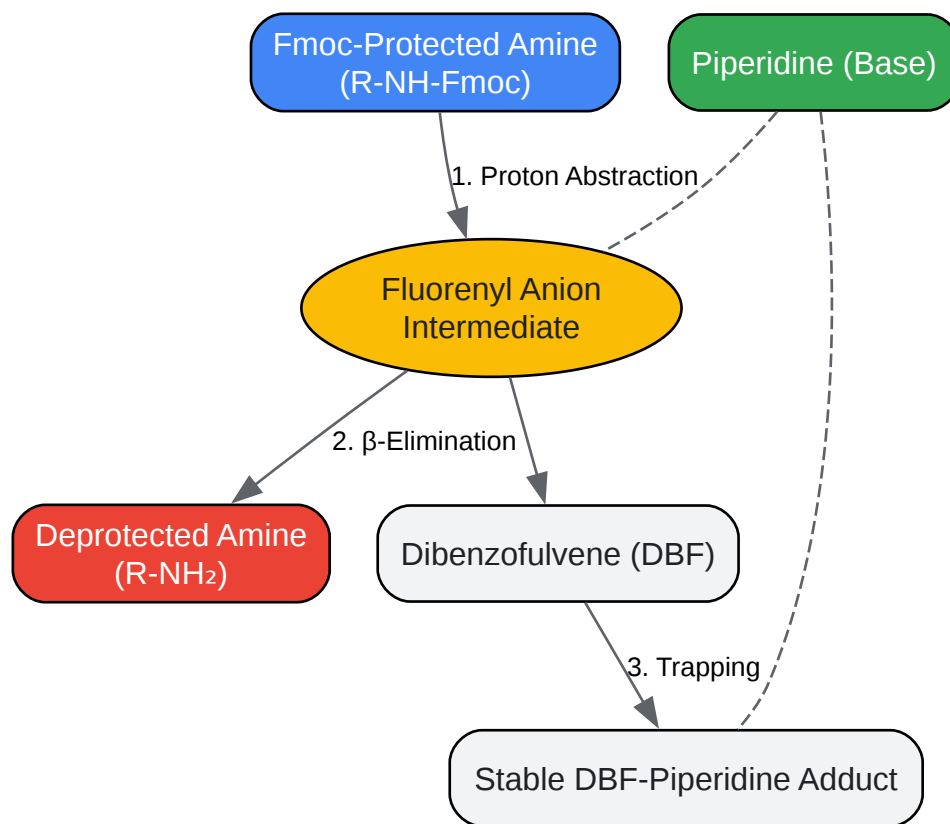 Fmoc-Protected Amine
(R-NH-Fmoc)
Piperidine (Base)
1. Proton Abstraction
Fluorenyl Anion
Intermediate
2. β-Elimination
Deprotected Amine
(R-NH₂)
Dibenzofulvene (DBF)
3. Trapping
Stable DBF-Piperidine Adduct